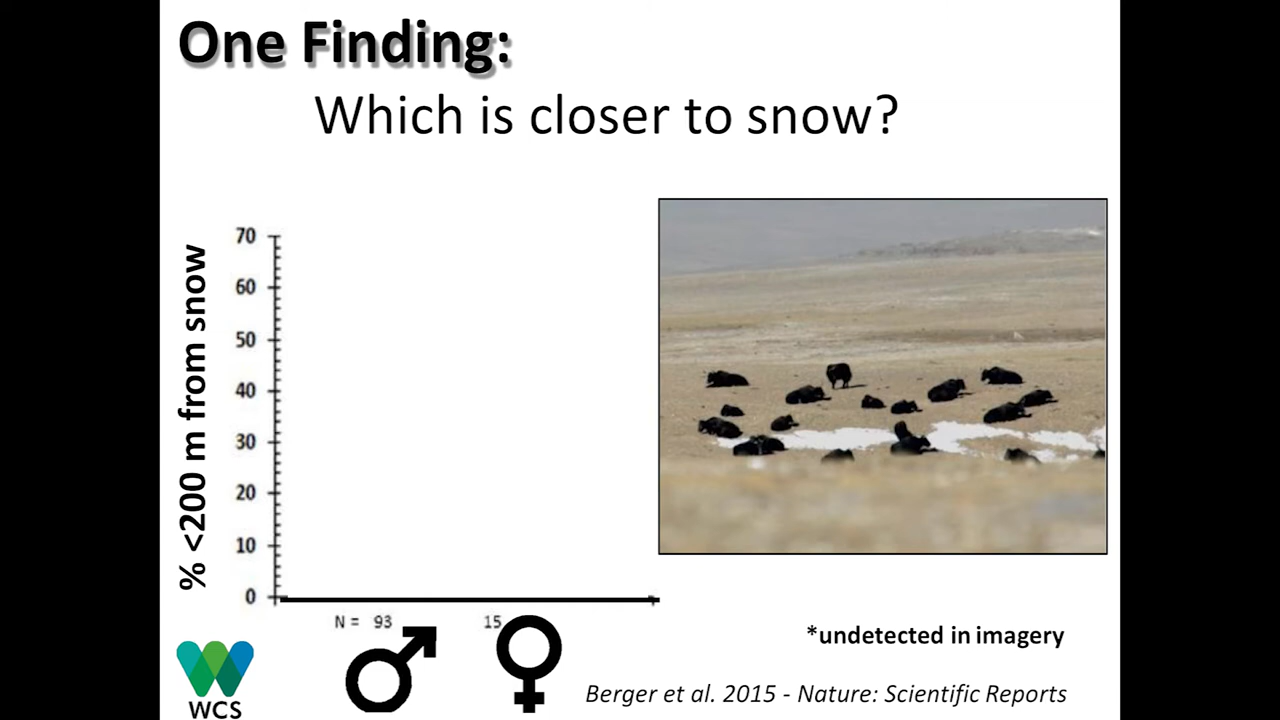 One Finding:
Which is closer to snow?
% <200 m from snow
70
60
50
40
30
20
10
0
N = 93
15
*undetected in imagery
Berger et al. 2015 - Nature: Scientific Reports
WCS